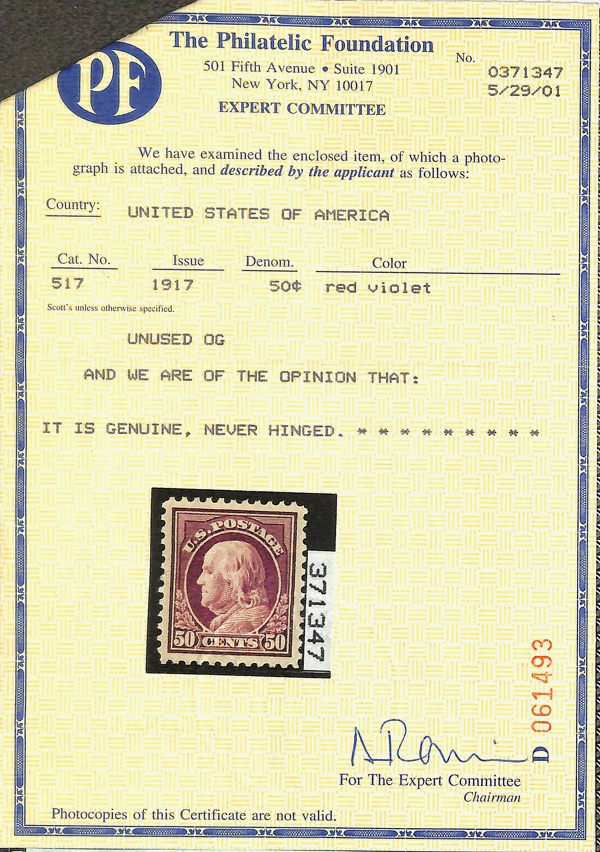 PF
The Philatelic Foundation
501 Fifth Avenue • Suite 1901
New York, NY 10017
EXPERT COMMITTEE
No.
0371347
5/29/01
We have examined the enclosed item, of which a photo-
graph is attached, and described by the applicant as follows:
Country: UNITED STATES OF AMERICA
Cat. No. Issue Denom. Color
517 1917 50¢ red violet
Scott's unless otherwise specified.
UNUSED OG
AND WE ARE OF THE OPINION THAT:
IT IS GENUINE, NEVER HINGED. * * * * * * * * *
U.S. POSTAGE
50 CENTS 50
371347
D 061493
For The Expert Committee
Chairman
Photocopies of this Certificate are not valid.